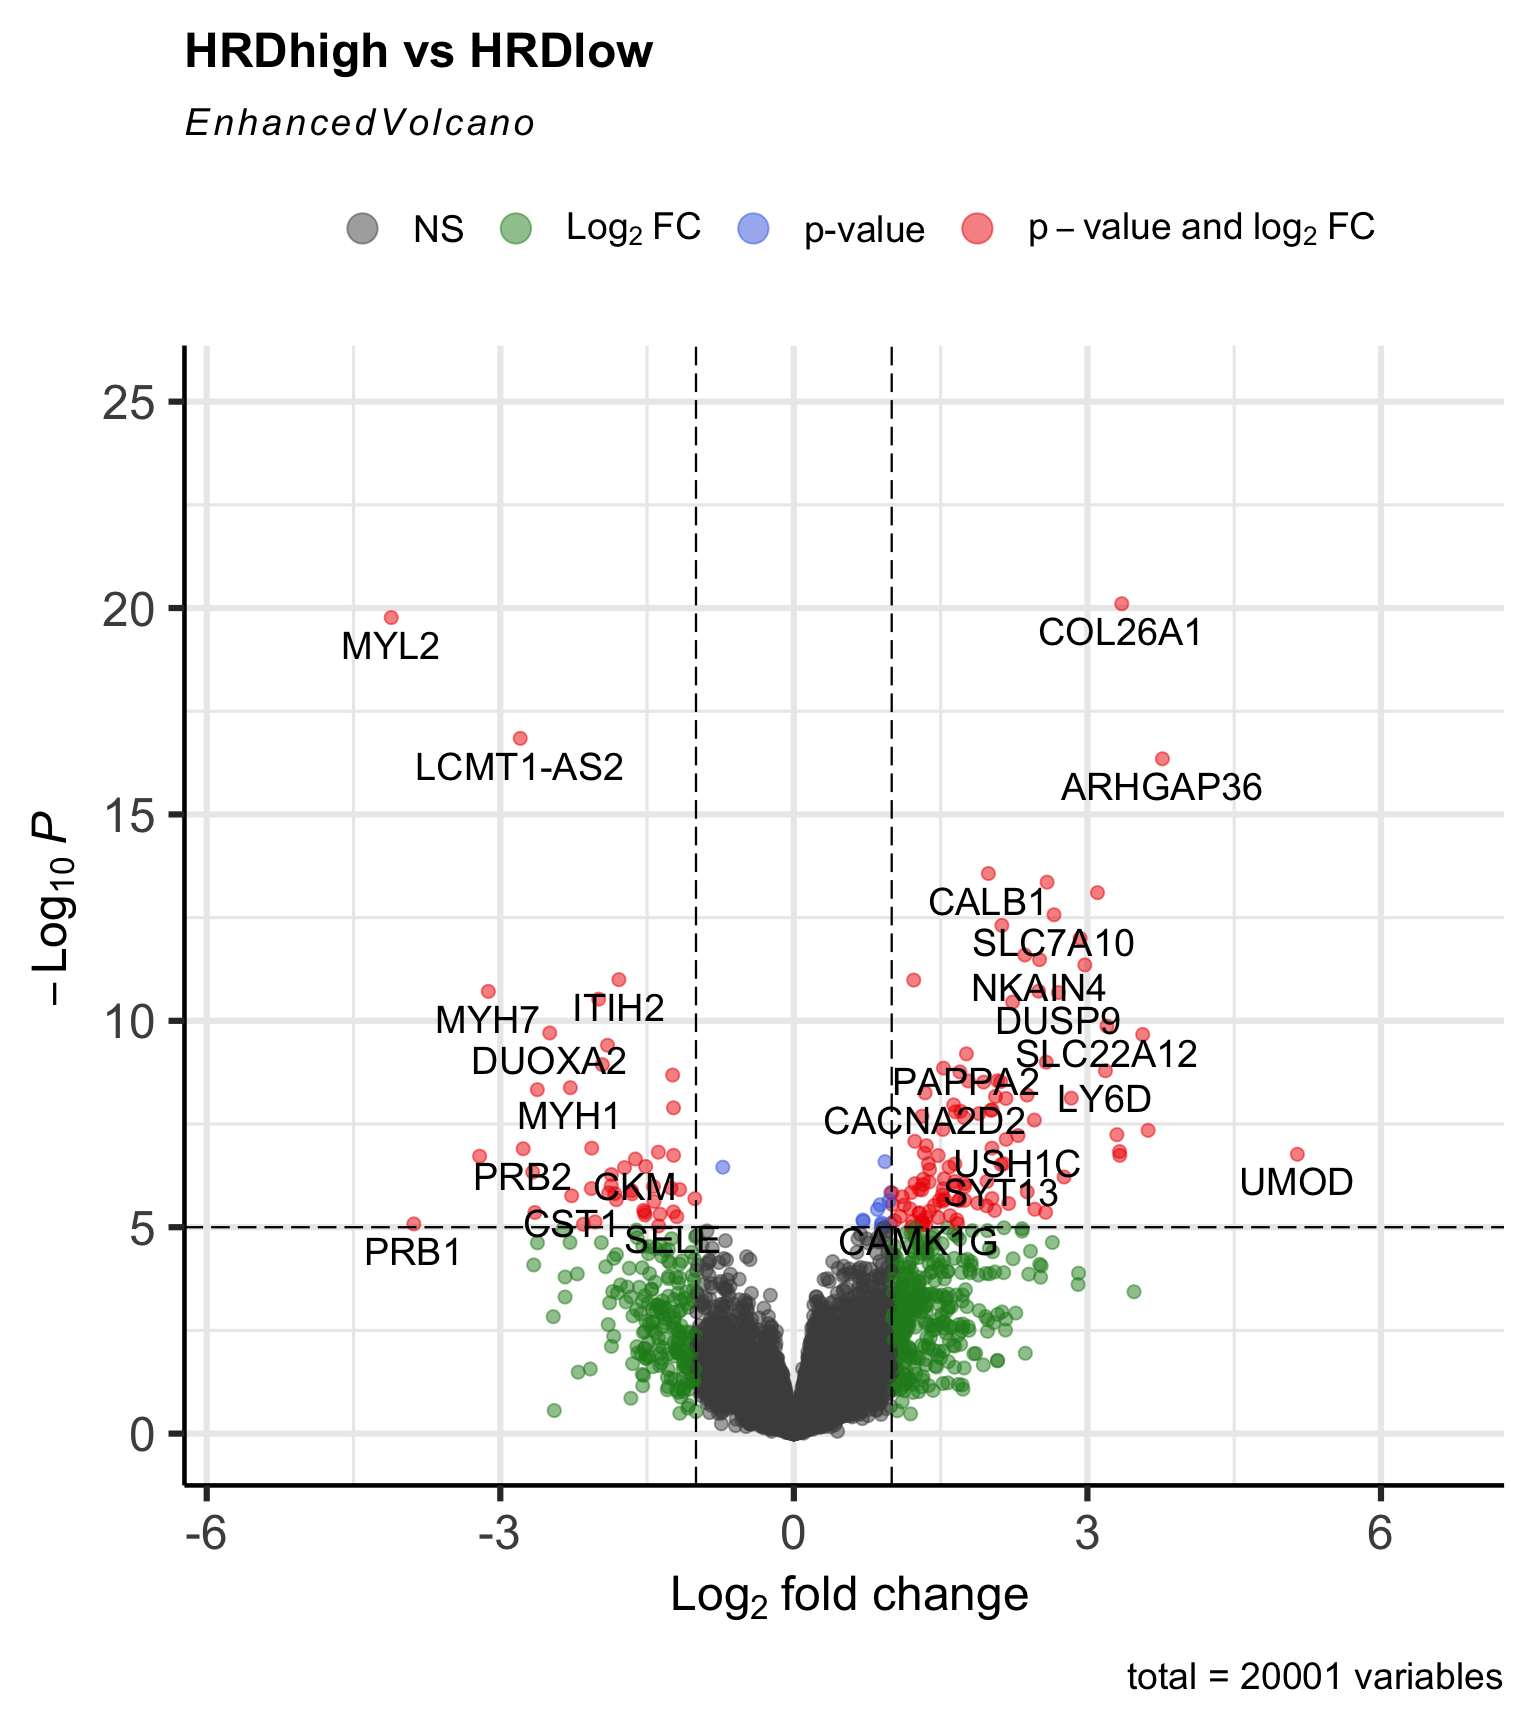 HRDhigh vs HRDlow
EnhancedVolcano
NS Log2 FC p-value p – value and log2 FC
25
20
15
10
5
0
– Log10 P
COL26A1
MYL2
LCMT1-AS2
ARHGAP36
CALB1
SLC7A10
NKAIN4
ITIH2
MYH7
DUSP9
SLC22A12
DUOXA2
PAPPA2
LY6D
MYH1
CACNA2D2
USH1C
PRB2
UMOD
CKM
SYT13
CST1
SELE
CAMK1G
PRB1
-6 -3 0 3 6
Log2 fold change
total = 20001 variables